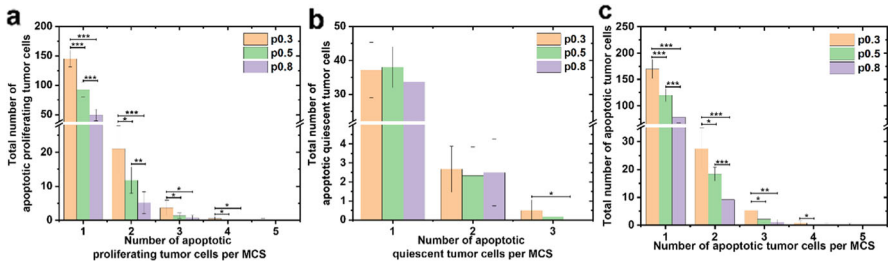 a
Total number of
apoptotic proliferating tumor cells
150
125
100
75
50
20
10
0
p0.3
p0.5
p0.8
***
***
***
***
*
**
*
*
*
*
1 2 3 4 5
Number of apoptotic
proliferating tumor cells per MCS
b
Total number of
apoptotic quiescent tumor cells
50
40
30
4
3
2
1
0
p0.3
p0.5
p0.8
*
1 2 3
Number of apoptotic
quiescent tumor cells per MCS
c
Total number of apoptotic tumor cells
250
200
150
100
50
30
20
10
0
p0.3
p0.5
p0.8
***
***
***
***
*
***
**
*
*
1 2 3 4 5
Number of apoptotic tumor cells per MCS